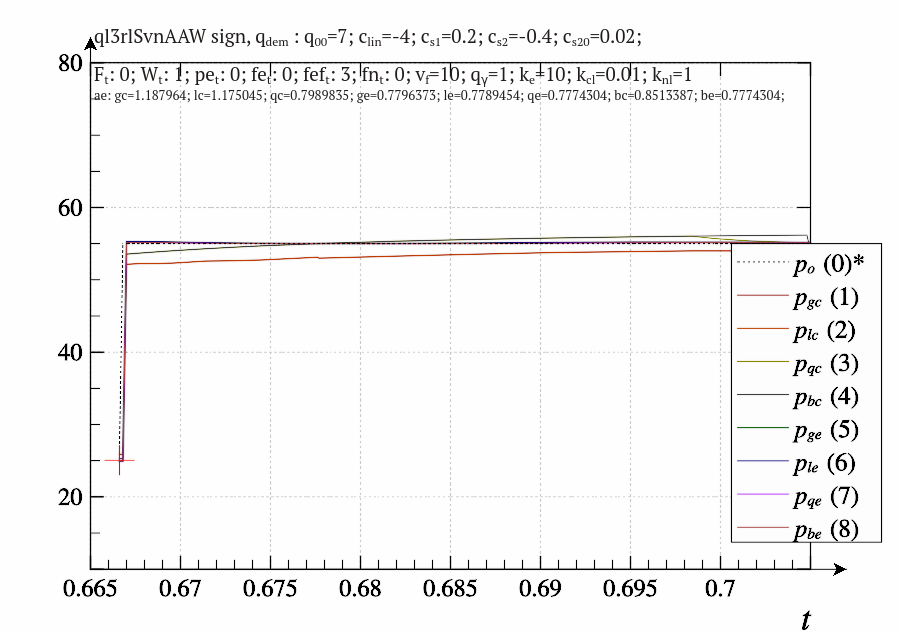 ql3rlSvnAAW sign, qdem : q00=7; clin=-4; cs1=0.2; cs2=-0.4; cs20=0.02;
Ft: 0; Wt: 1; pet: 0; fet: 0; feft: 3; fnt: 0; vf=10; qγ=1; ke=10; kcl=0.01; knl=1
ae: gc=1.187964; lc=1.175045; qc=0.7989835; ge=0.7796373; le=0.7789454; qe=0.7774304; bc=0.8513387; be=0.7774304;
80
60
40
20
po (0)*
pgc (1)
plc (2)
pqc (3)
pbc (4)
pge (5)
ple (6)
pqe (7)
pbe (8)
0.665 0.67 0.675 0.68 0.685 0.69 0.695 0.7
t